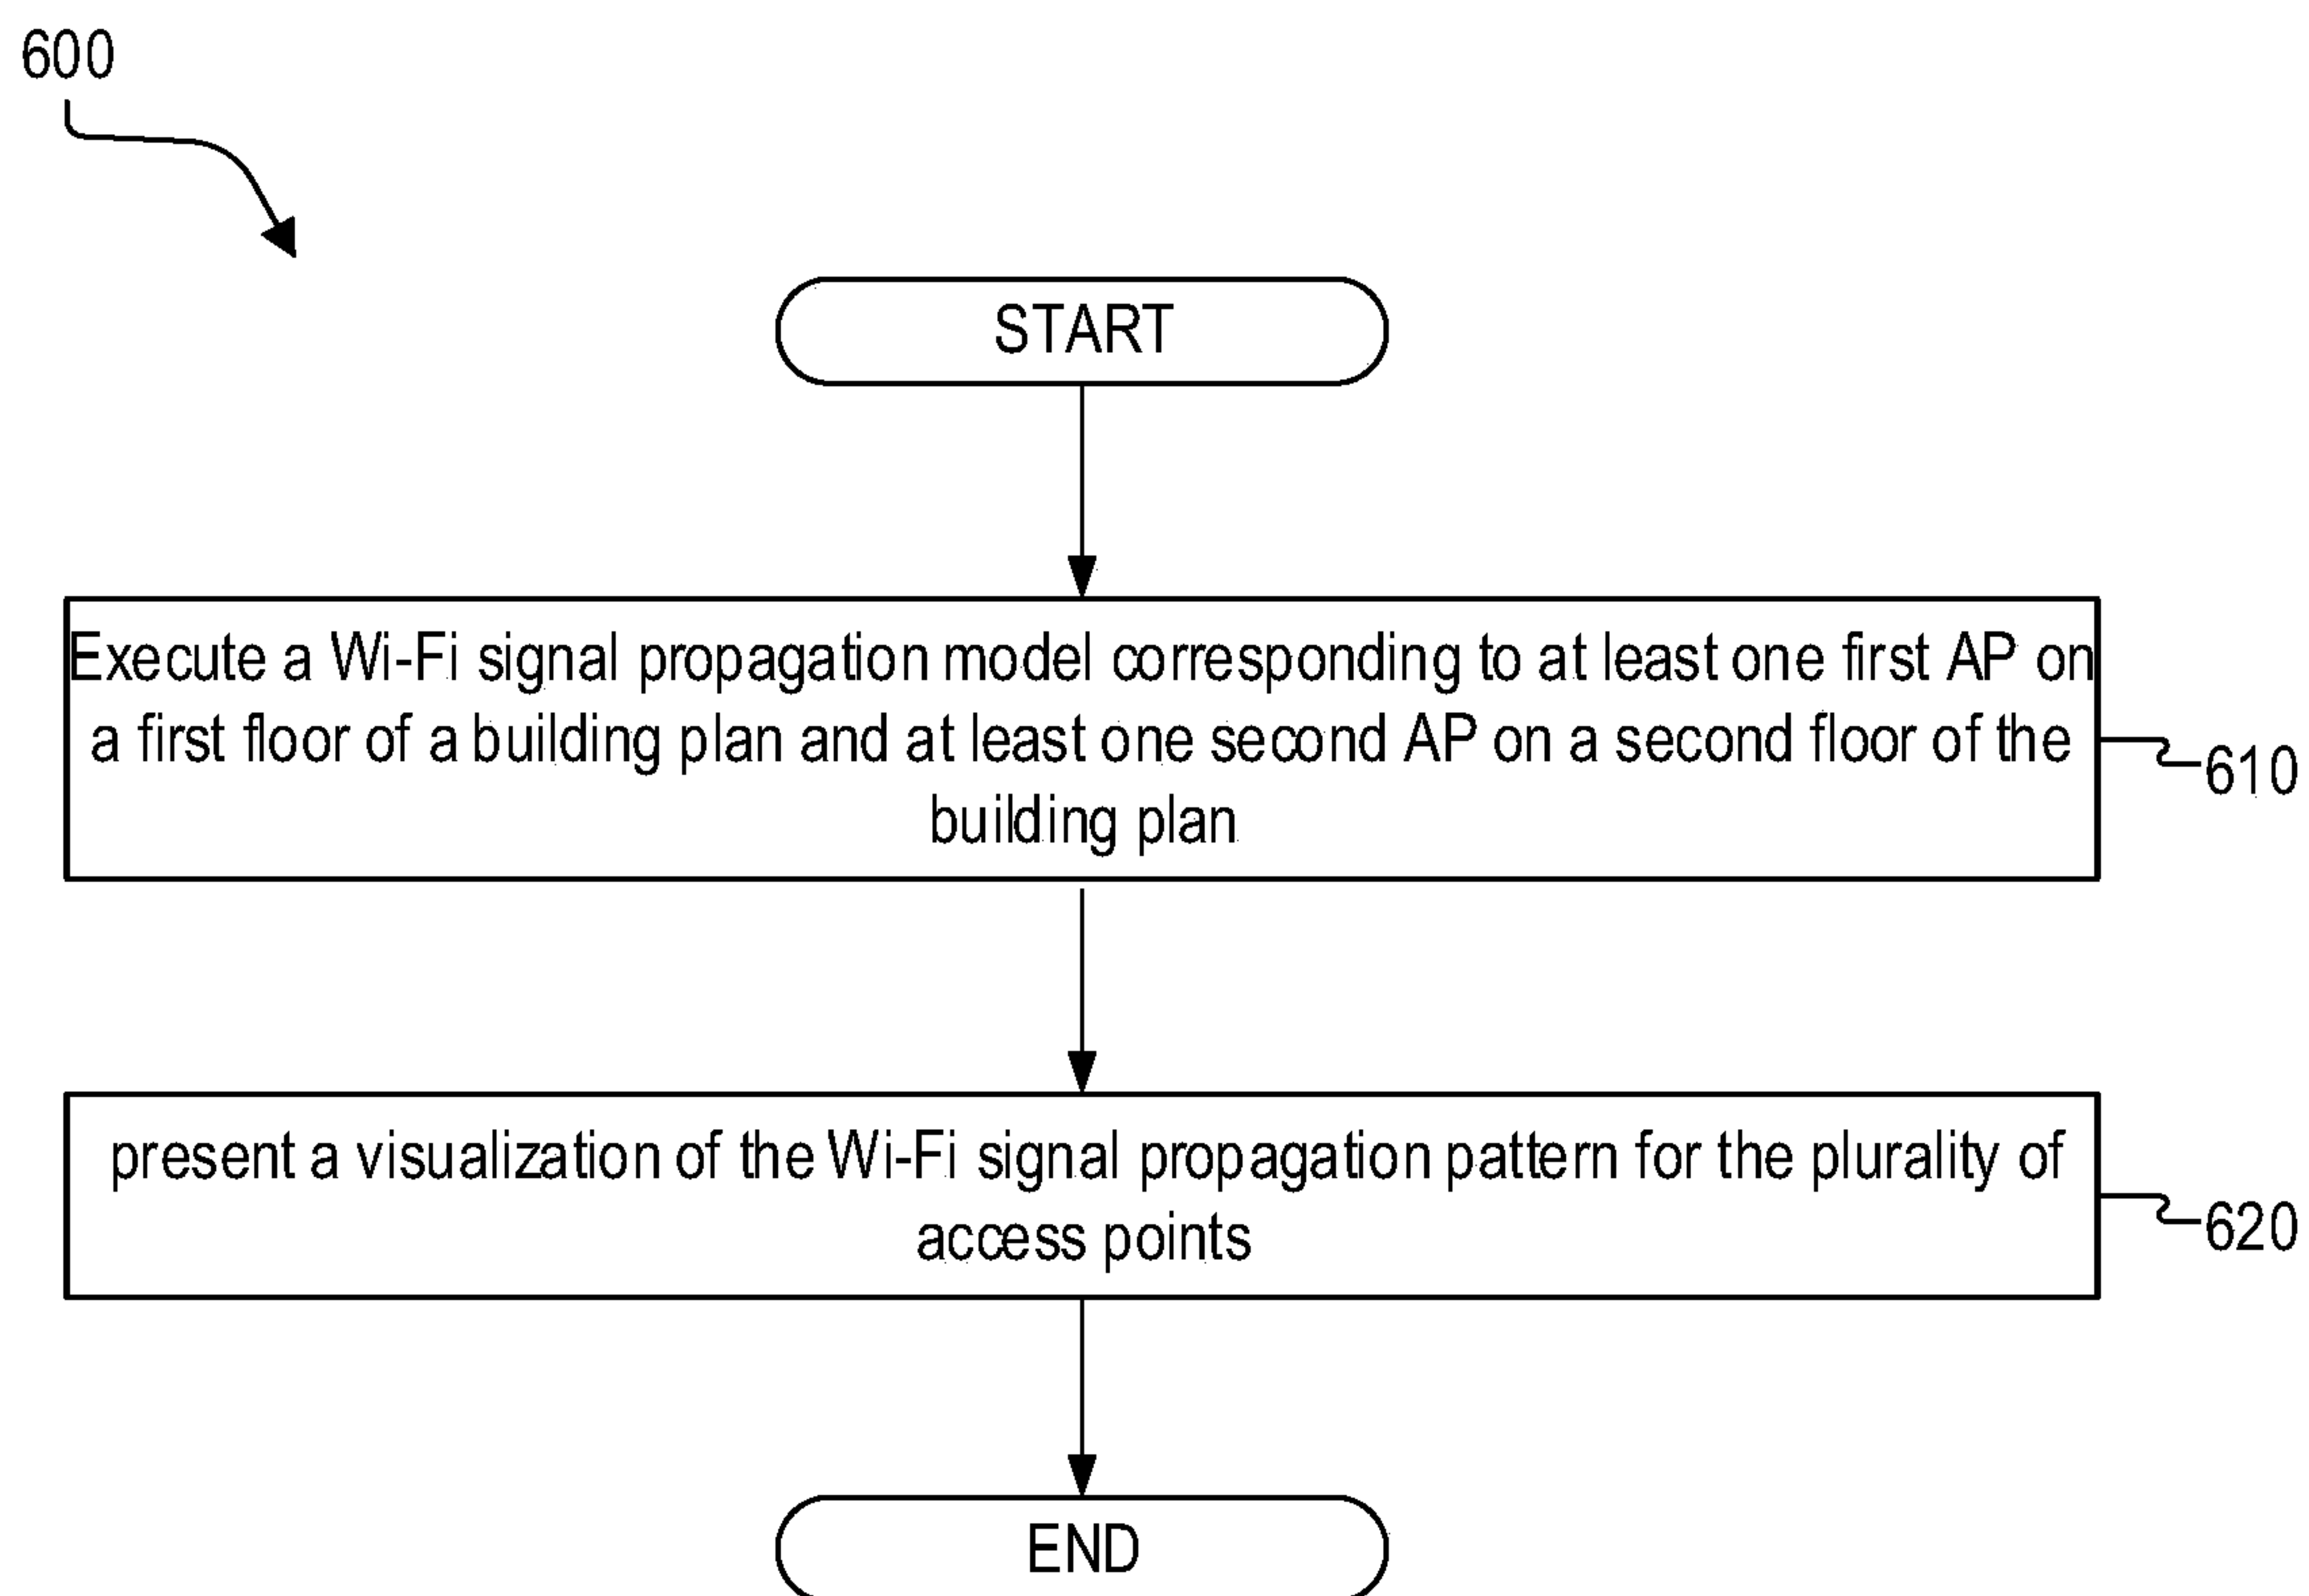 600
START
Execute a Wi-Fi signal propagation model corresponding to at least one first AP on
a first floor of a building plan and at least one second AP on a second floor of the
building plan
610
present a visualization of the Wi-Fi signal propagation pattern for the plurality of
access points
620
END